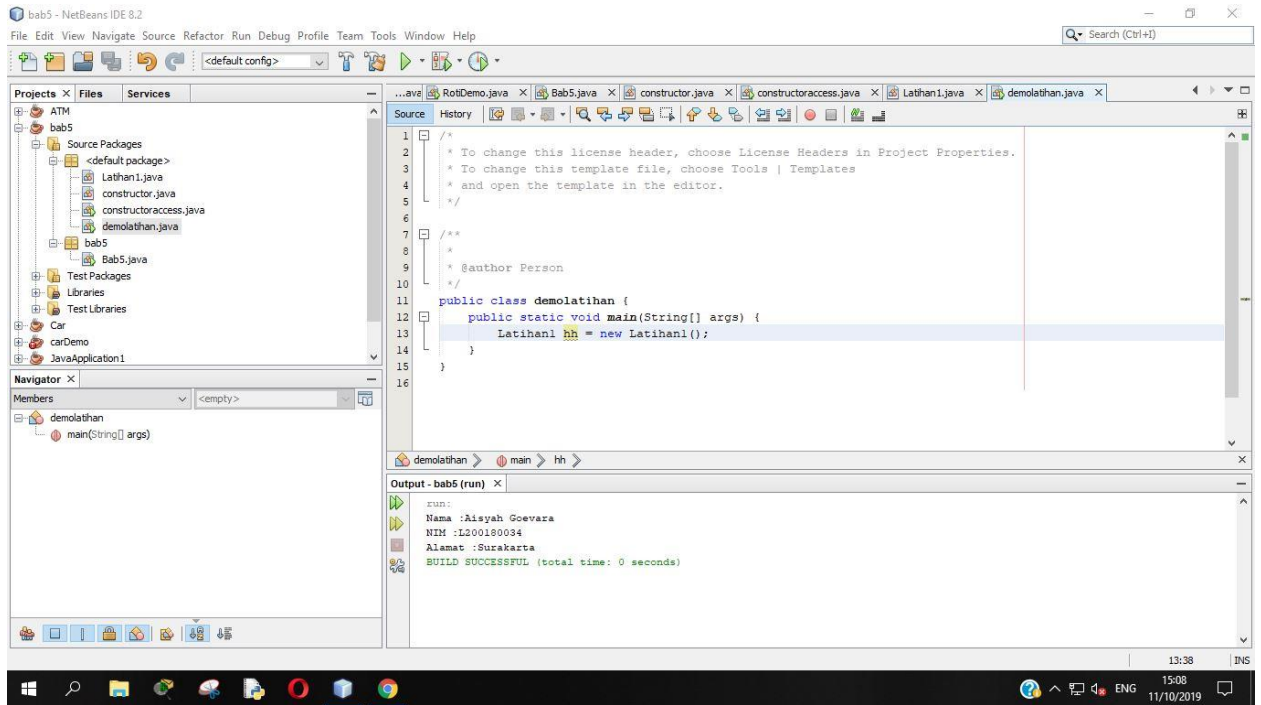 bab5 - NetBeans IDE 8.2
File Edit View Navigate Source Refactor Run Debug Profile Team Tools Window Help
Search (Ctrl+I)
<default config>
Projects Files Services
ATM
bab5
Source Packages
<default package>
Latihan1.java
constructor.java
constructoraccess.java
demolatihan.java
bab5
Bab5.java
Test Packages
Libraries
Test Libraries
Car
carDemo
JavaApplication1
Navigator
Members <empty>
demolatihan
main(String[] args)
...ava RotiDemo.java Bab5.java constructor.java constructoraccess.java Latihan1.java demolatihan.java
Source History
1 /*
2 * To change this license header, choose License Headers in Project Properties.
3 * To change this template file, choose Tools | Templates
4 * and open the template in the editor.
5 */
6
7 /**
8 *
9 * @author Person
10 */
11 public class demolatihan {
12 public static void main(String[] args) {
13 Latihan1 hh = new Latihan1();
14 }
15 }
16
demolatihan main hh
Output - bab5 (run)
run:
Nama :Aisyah Goevara
NIM :L200180034
Alamat :Surakarta
BUILD SUCCESSFUL (total time: 0 seconds)
13:38 INS
ENG
15:08
11/10/2019